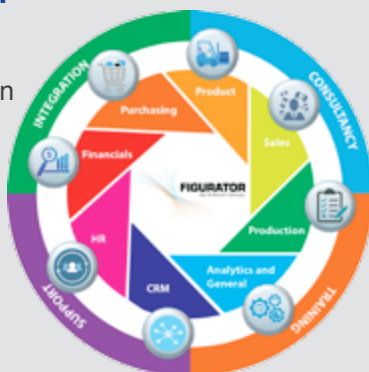 n
INTEGRATION
CONSULTANCY
Purchasing
Product
Financials
Sales
FIGURATOR
HR
Production
CRM
Analytics and
General
SUPPORT
TRAINING